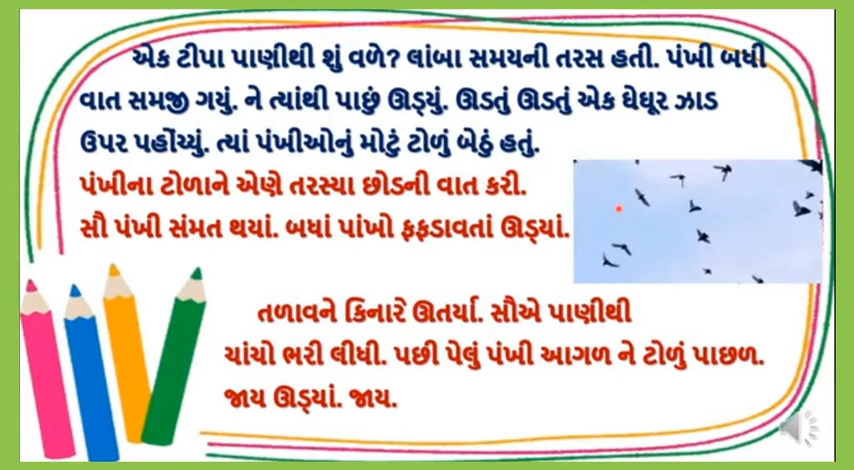 એક ટીપા પાણીથી શું વળે? લાંબા સમયની તરસ હતી. પંખી બધી
વાત સમજી ગયું. ને ત્યાંથી પાછું ઊડ્યું. ઊડતું ઊડતું એક ઘેઘૂર ઝાડ
ઉપર પહોંચ્યું. ત્યાં પંખીઓનું મોટું ટોળું બેઠું હતું.
પંખીના ટોળાને એણે તરસ્યા છોડની વાત કરી.
સૌ પંખી સંમત થયાં. બધાં પાંખો ફફડાવતાં ઊડ્યાં.
તળાવને કિનારે ઊતર્યા. સૌએ પાણીથી
ચાંચો ભરી લીધી. પછી પેલું પંખી આગળ ને ટોળું પાછળ.
જાય ઊડ્યાં. જાય.